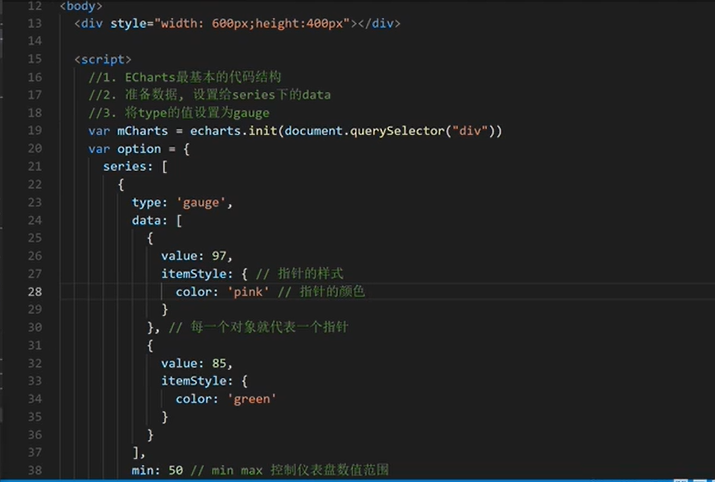 12 <body>
13 <div style="width: 600px;height:400px"></div>
14
15 <script>
16 //1. ECharts最基本的代码结构
17 //2. 准备数据, 设置给series下的data
18 //3. 将type的值设置为gauge
19 var mCharts = echarts.init(document.querySelector("div"))
20 var option = {
21 series: [
22 {
23 type: 'gauge',
24 data: [
25 {
26 value: 97,
27 itemStyle: { // 指针的样式
28 color: 'pink' // 指针的颜色
29 }
30 }, // 每一个对象就代表一个指针
31 {
32 value: 85,
33 itemStyle: {
34 color: 'green'
35 }
36 }
37 ],
38 min: 50 // min max 控制仪表盘数值范围